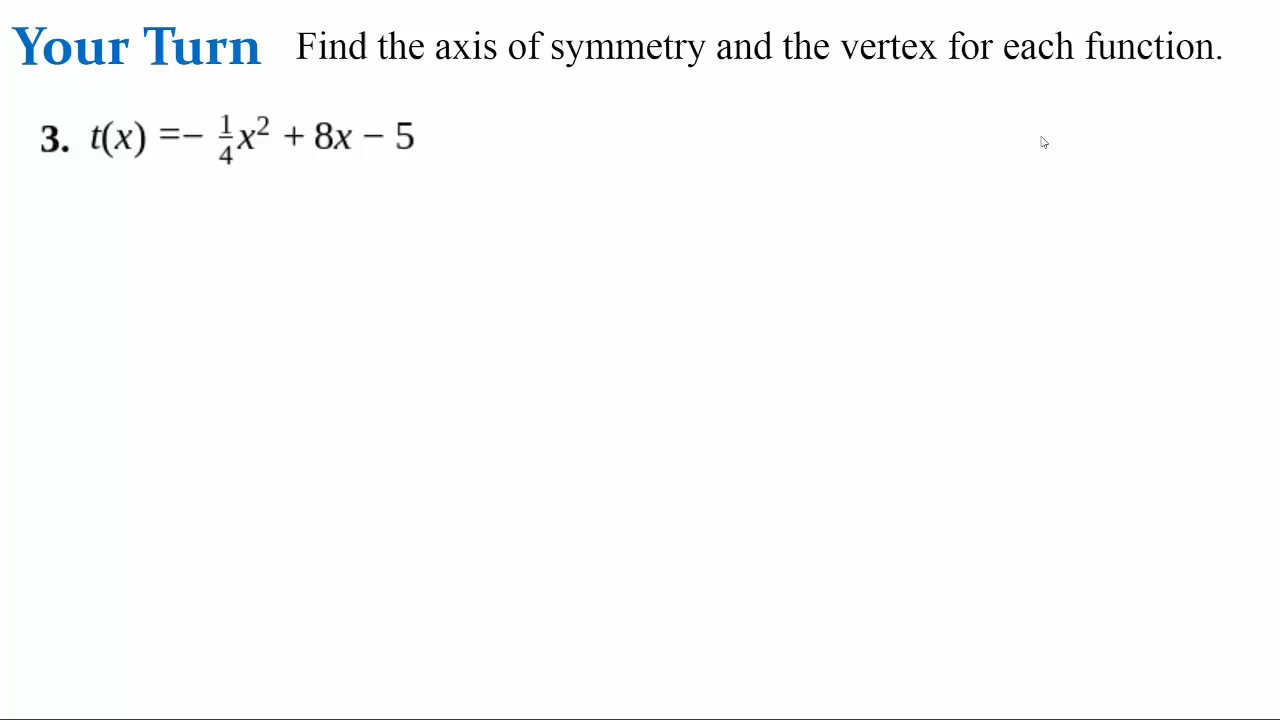 Your Turn Find the axis of symmetry and the vertex for each function.
3. t(x) =− 1/4x² + 8x − 5